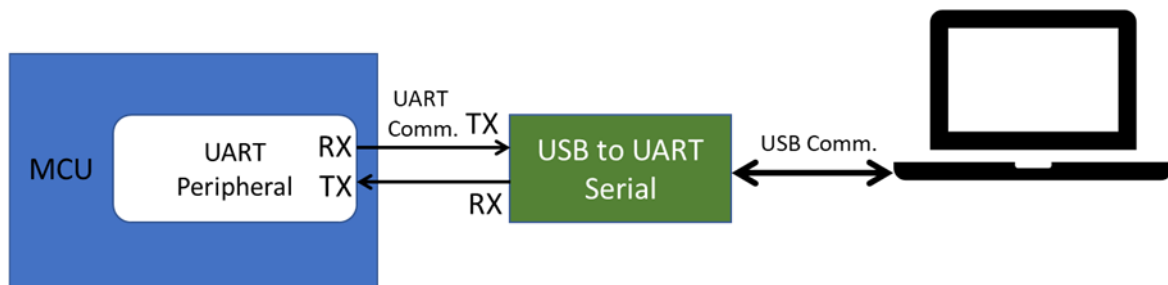 MCU
UART
Peripheral
RX
TX
UART
Comm.
TX
RX
USB to UART
Serial
USB Comm.